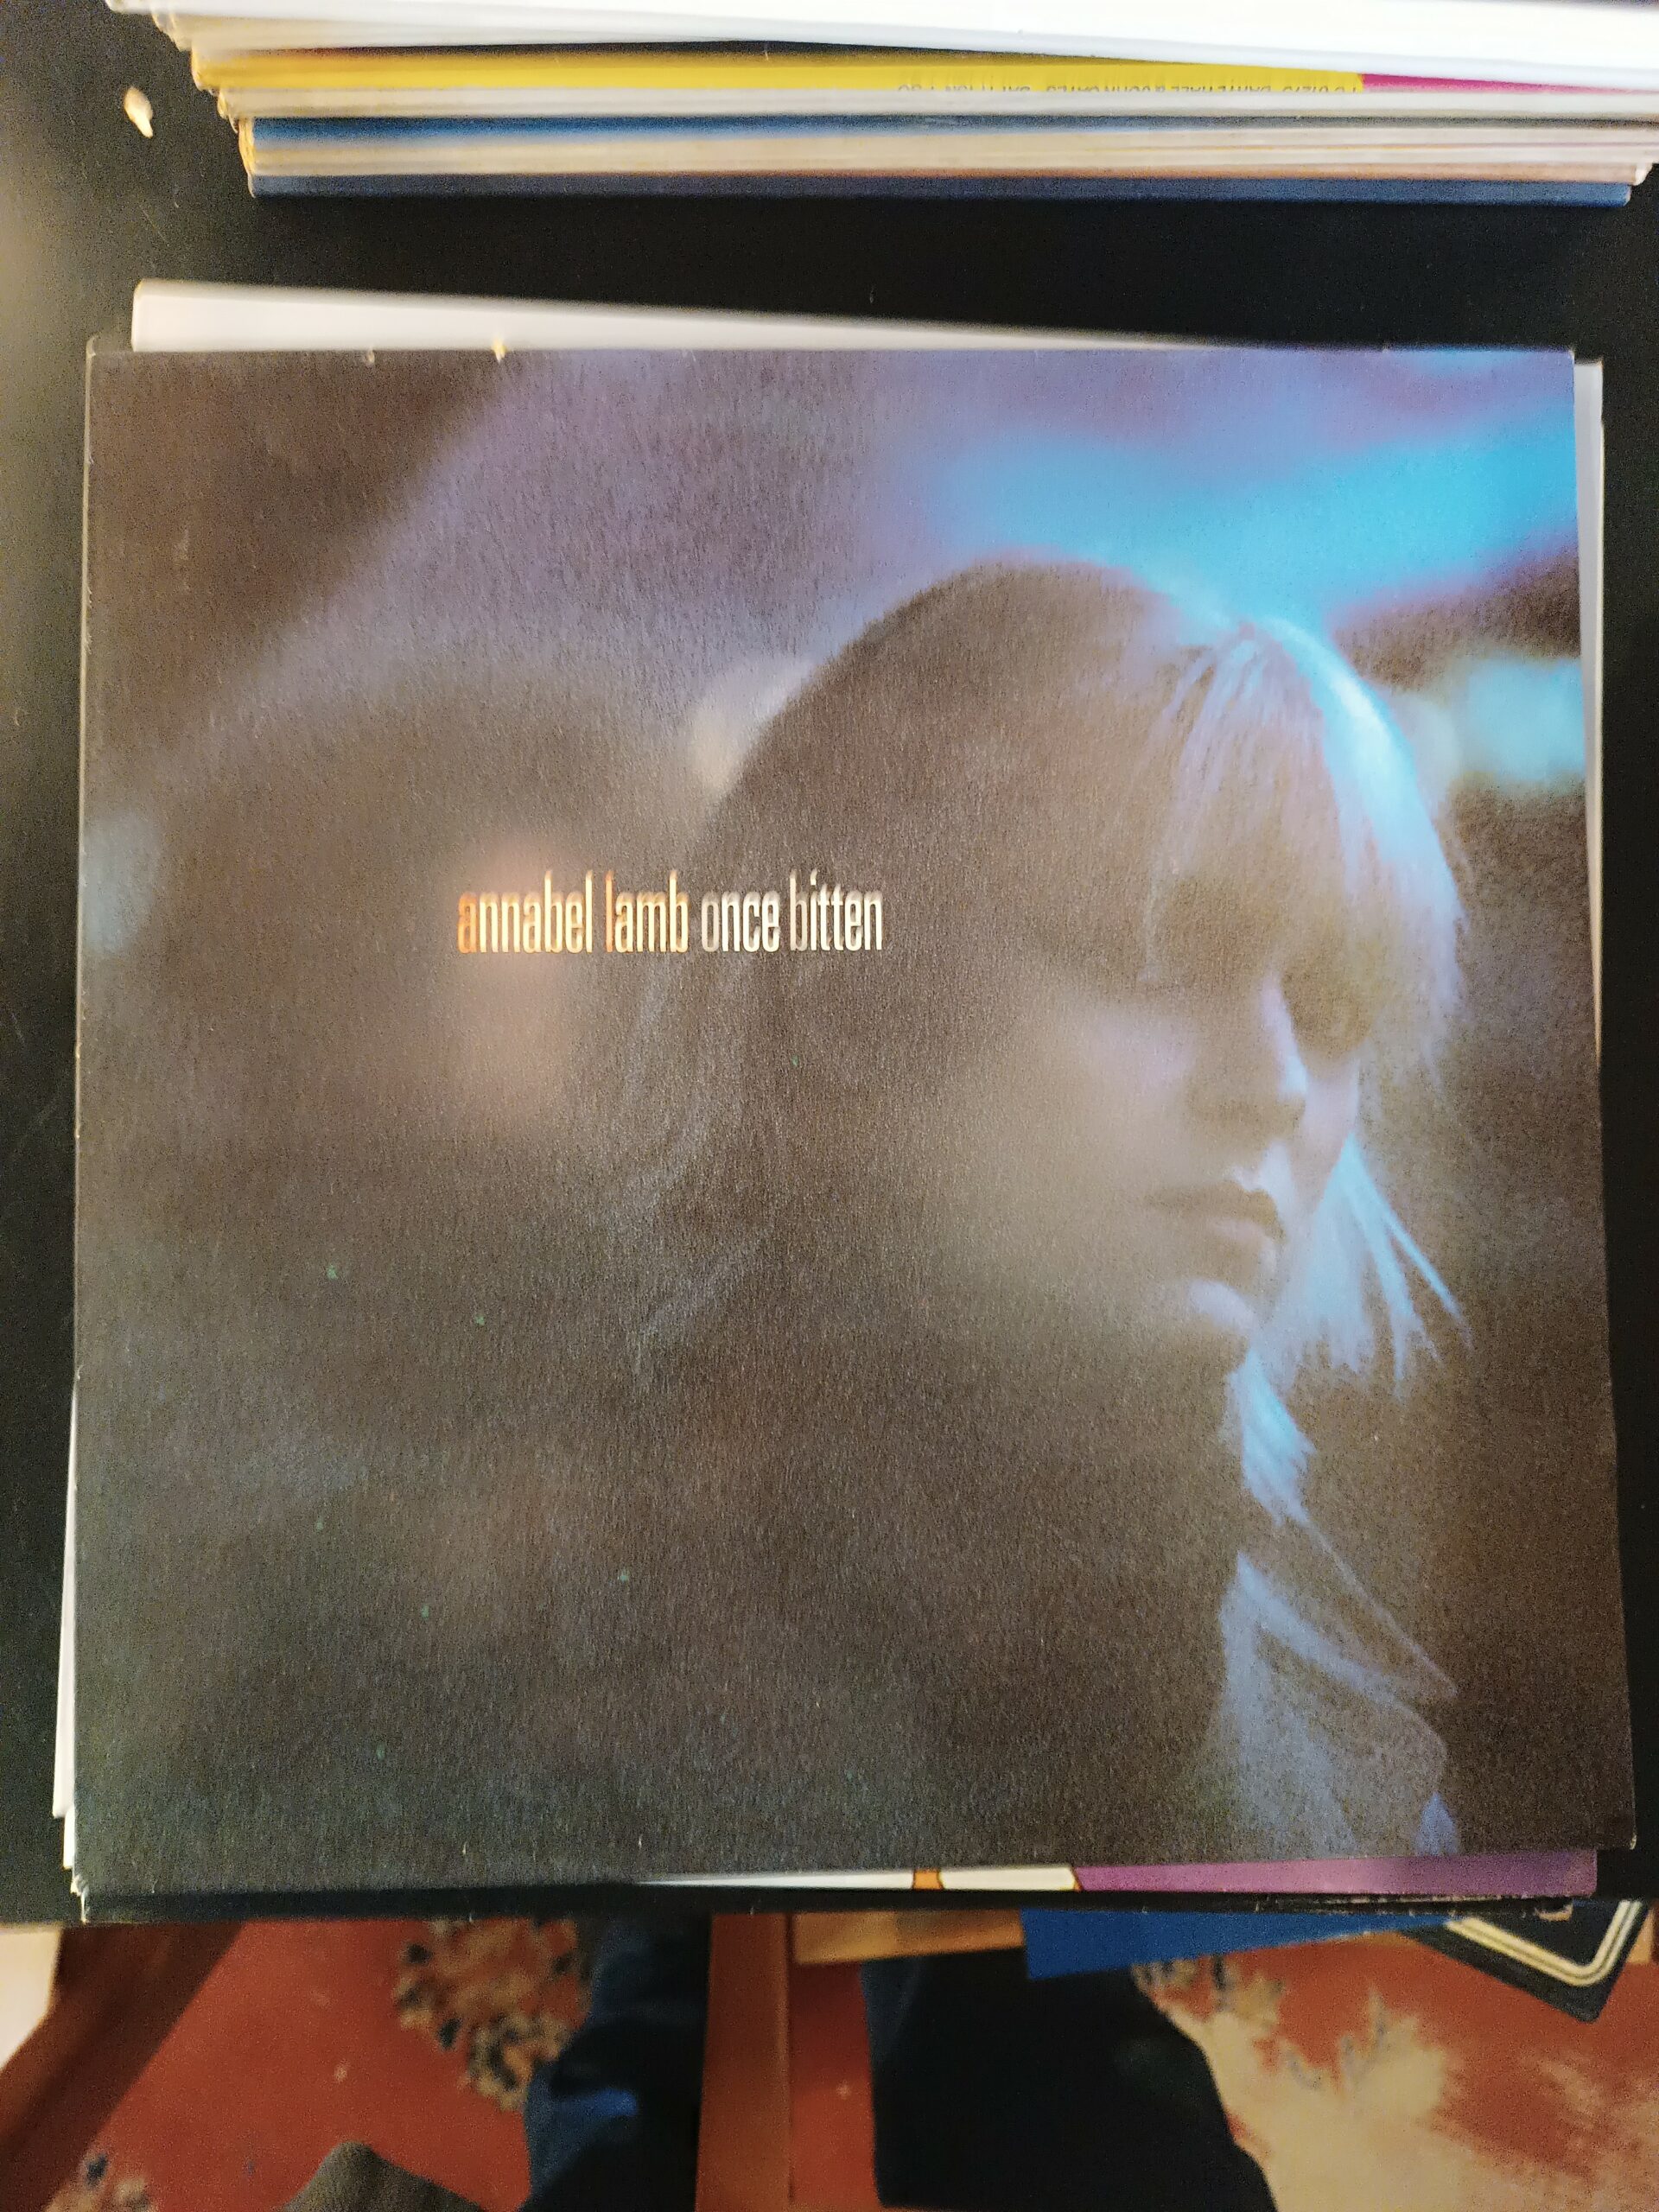 annabel lamb once bitten